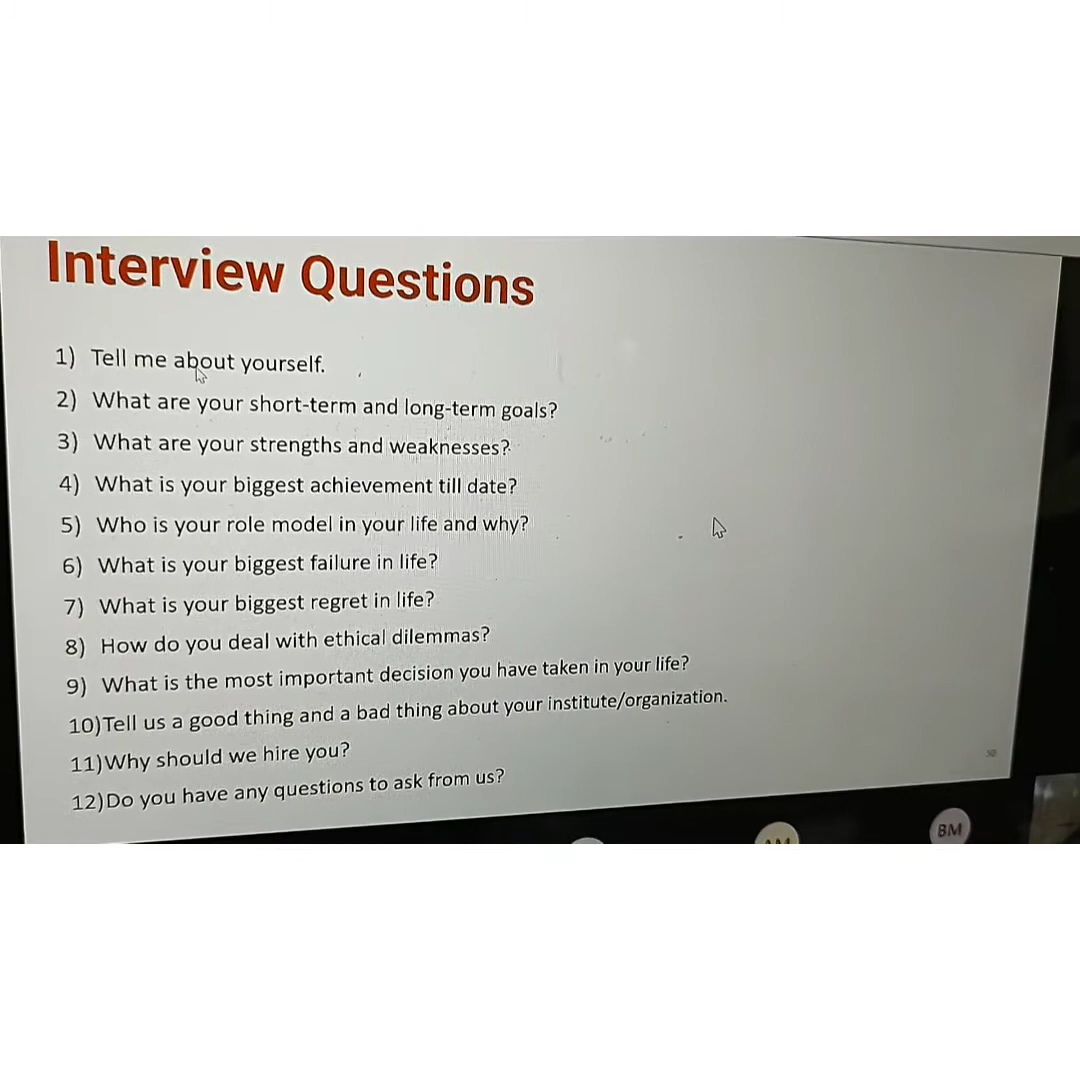 Interview Questions
1) Tell me about yourself.
2) What are your short-term and long-term goals?
3) What are your strengths and weaknesses?
4) What is your biggest achievement till date?
5) Who is your role model in your life and why?
6) What is your biggest failure in life?
7) What is your biggest regret in life?
8) How do you deal with ethical dilemmas?
9) What is the most important decision you have taken in your life?
10)Tell us a good thing and a bad thing about your institute/organization.
11)Why should we hire you?
12)Do you have any questions to ask from us?
BM